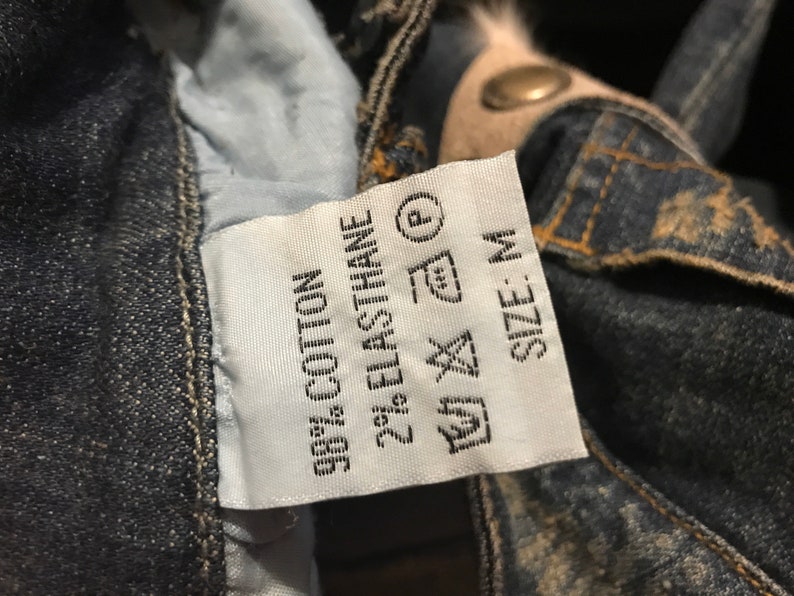 98% COTTON
2% ELASTHANE
P
SIZE: M